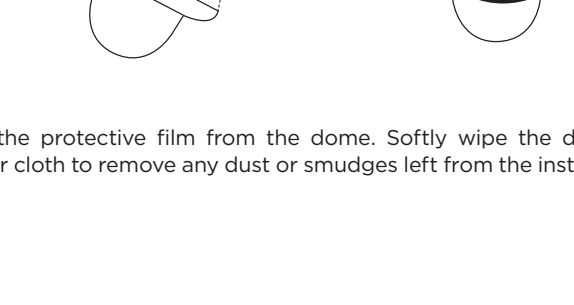 the protective film from the dome. Softly wipe the d
r cloth to remove any dust or smudges left from the inst